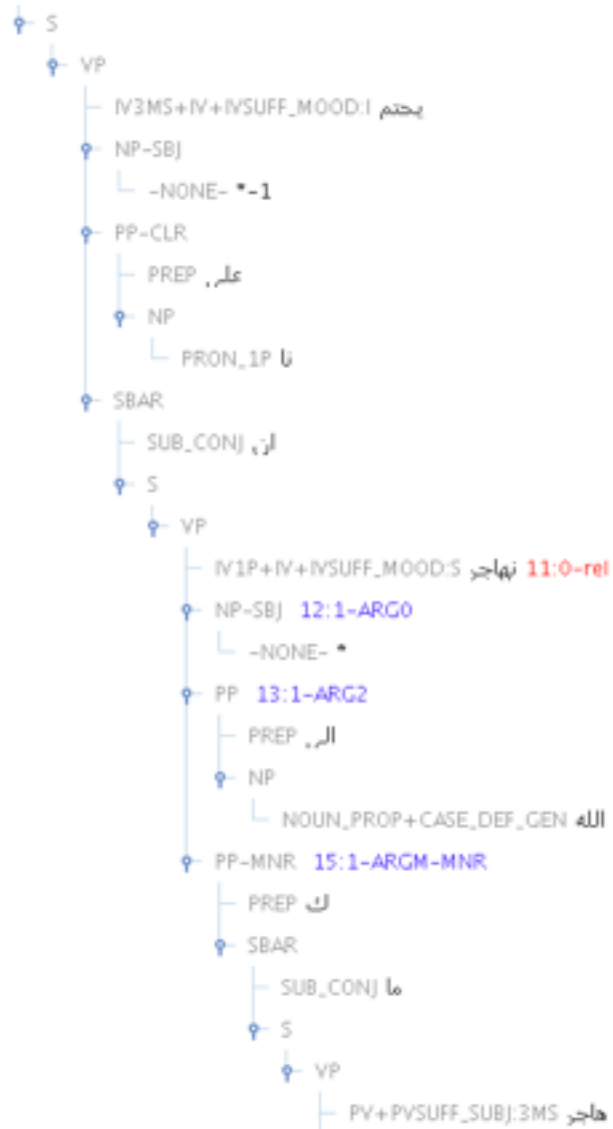 S
VP
IV3MS+IV+IVSUFF_MOOD:I يحتم
NP-SBJ
-NONE- *-1
PP-CLR
PREP على
NP
PRON_1P نا
SBAR
SUB_CONJ ان
S
VP
IV1P+IV+IVSUFF_MOOD:S نهاجر 11:0-rel
NP-SBJ 12:1-ARG0
-NONE- *
PP 13:1-ARG2
PREP الى
NP
NOUN_PROP+CASE_DEF_GEN الله
PP-MNR 15:1-ARGM-MNR
PREP ك
SBAR
SUB_CONJ ما
S
VP
PV+PVSUFF_SUBJ:3MS هاجر